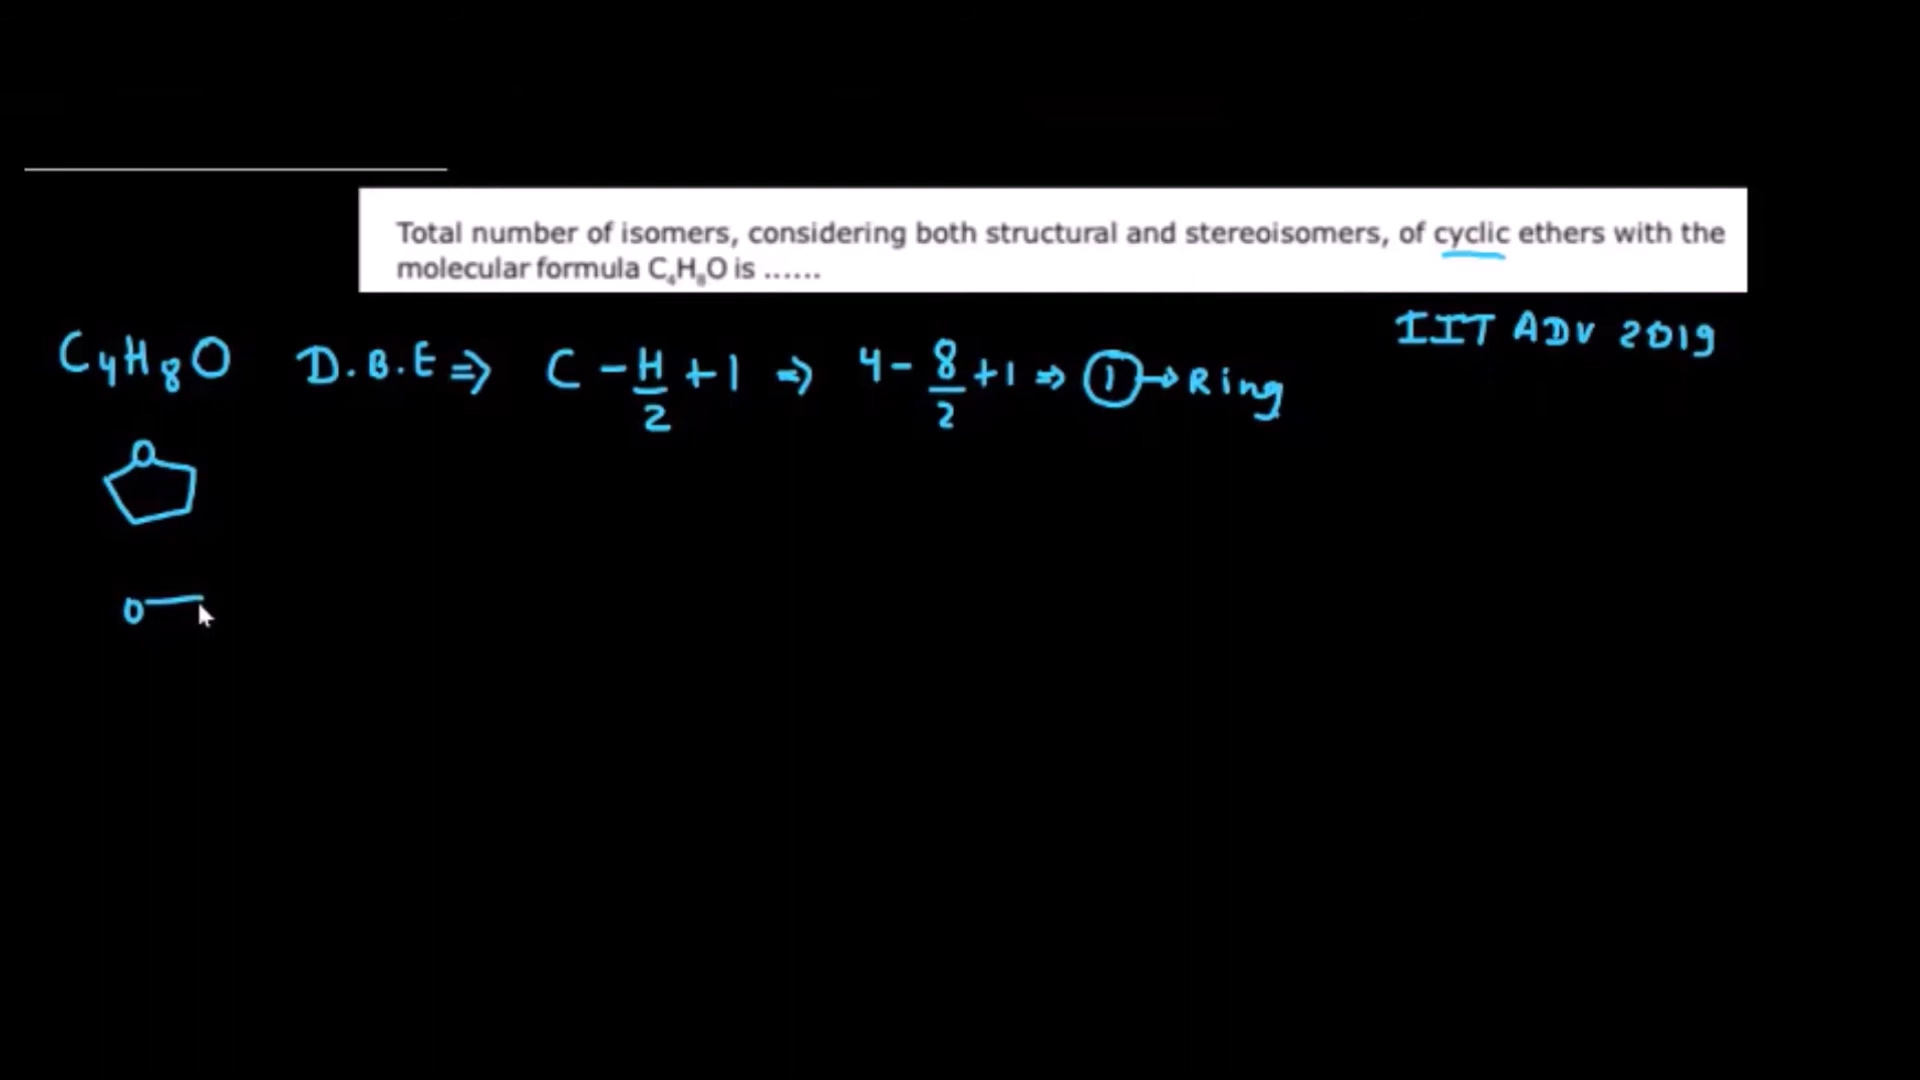 Total number of isomers, considering both structural and stereoisomers, of cyclic ethers with the
molecular formula C₄H₈O is ......
IIT ADV 2019
C₄H₈O D.B.E ⇒ C - H/2 + 1 ⇒ 4 - 8/2 + 1 ⇒ 1 → Ring
O
O